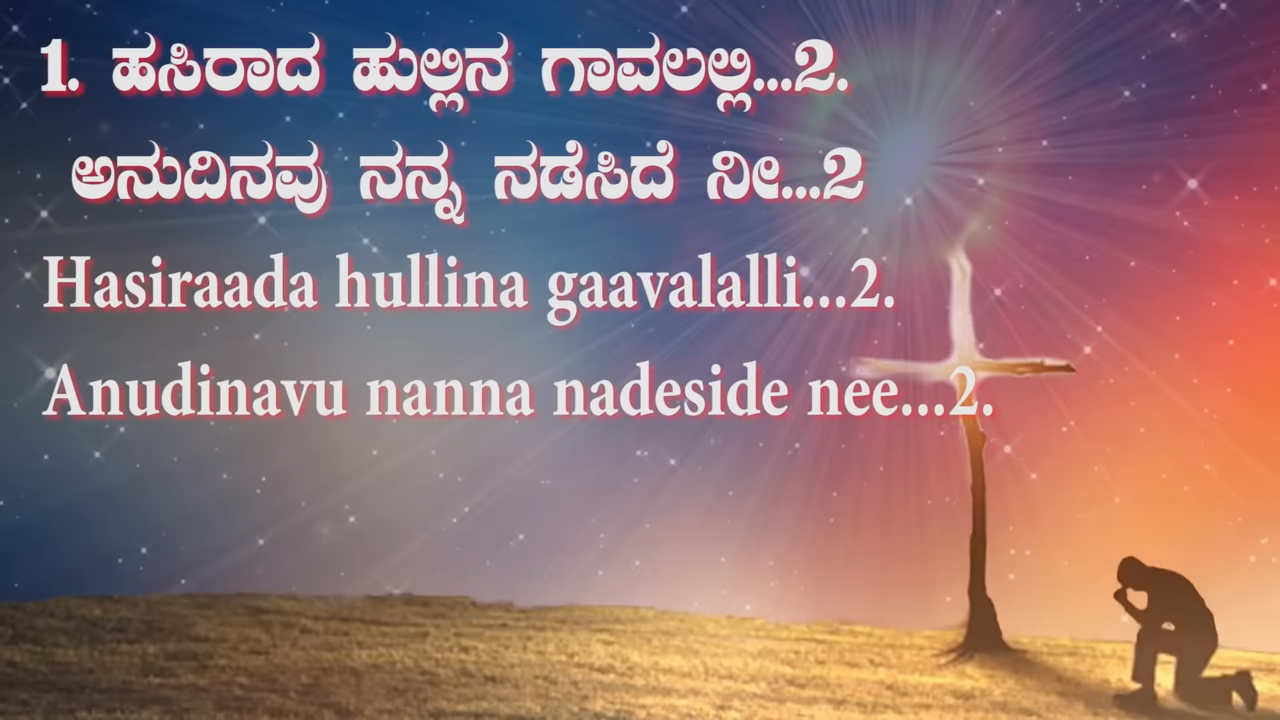 1. ಹಸಿರಾದ ಹುಲ್ಲಿನ ಗಾವಲಲ್ಲಿ...2.
ಅನುದಿನವು ನನ್ನ ನಡೆಸಿದೆ ನೀ...2
Hasiraada hullina gaavalalli...2.
Anudinavu nanna nadeside nee...2.